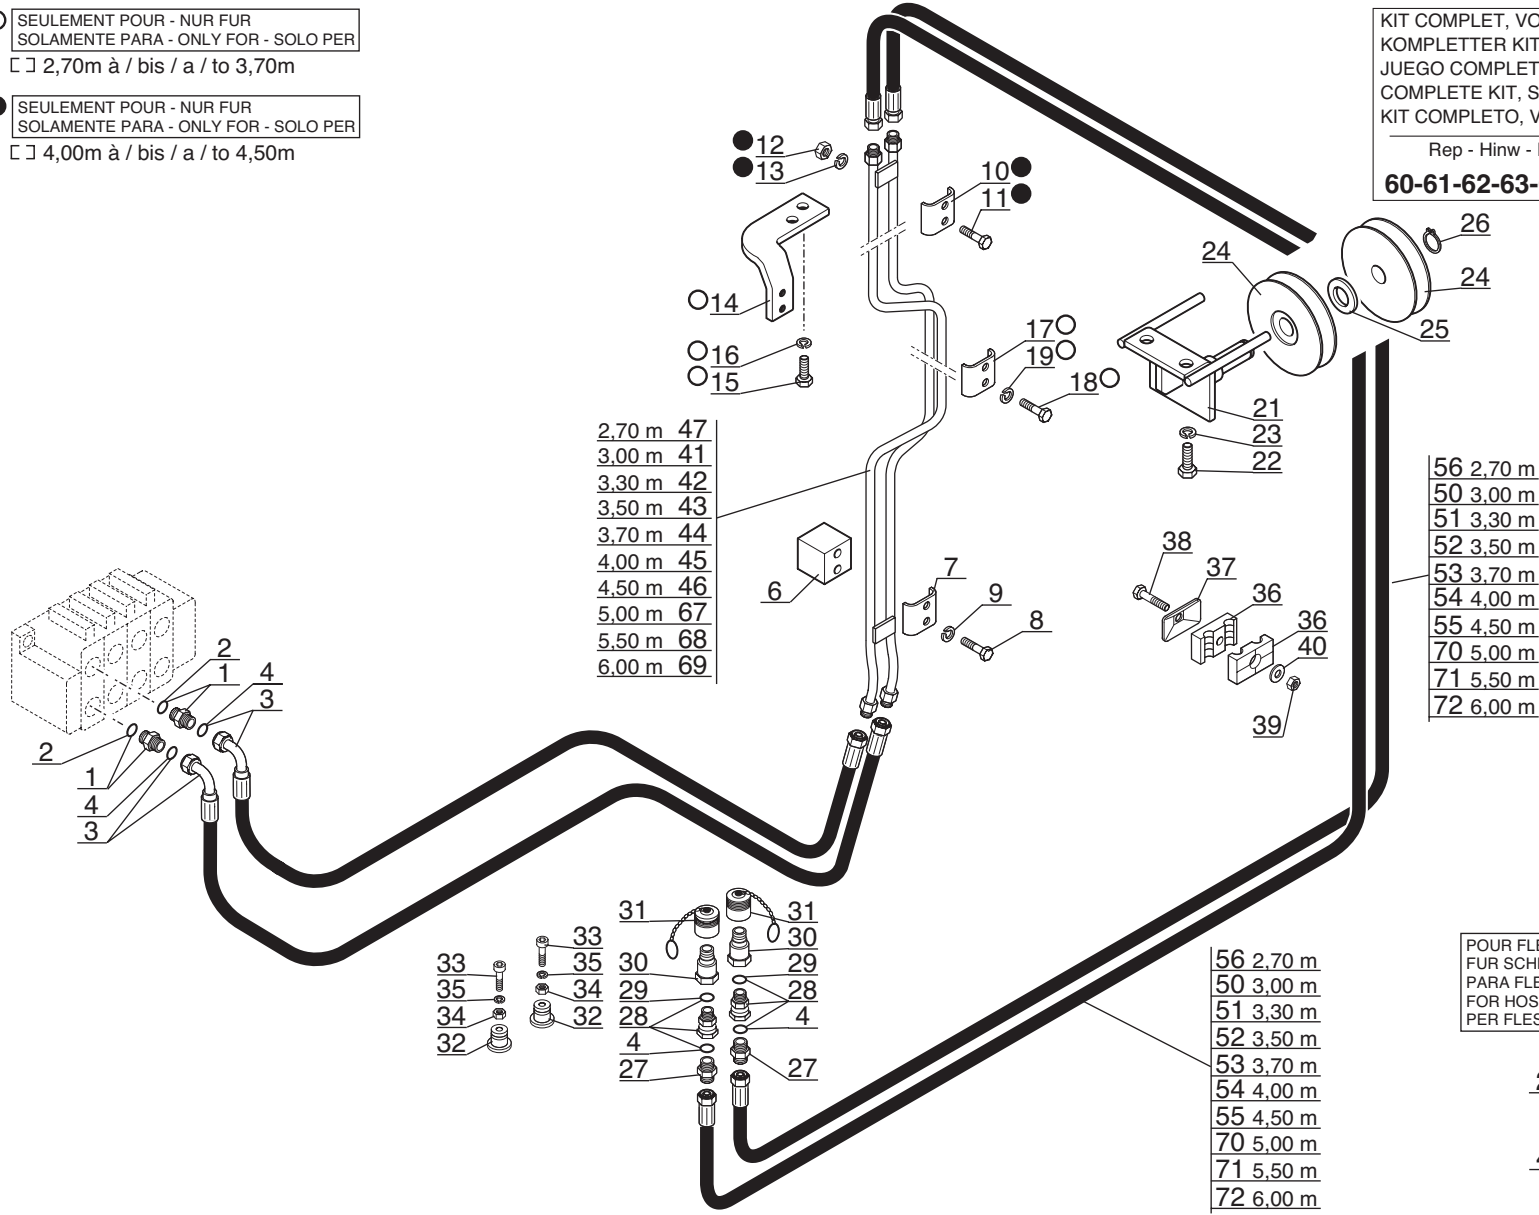 SEULEMENT POUR - NUR FUR
SOLAMENTE PARA - ONLY FOR - SOLO PER
2,70m à / bis / a / to 3,70m
SEULEMENT POUR - NUR FUR
SOLAMENTE PARA - ONLY FOR - SOLO PER
4,00m à / bis / a / to 4,50m
KIT COMPLET,
KOMPLETTER KIT
JUEGO
COMPLETE KIT,
KIT COMPLETO,
Rep - Hinw -
60-61-62-63-
12
13
10
11
14
16
15
17
19
18
24
26
24
25
21
23
22
2,70 m 47
3,00 m 41
3,30 m 42
3,50 m 43
3,70 m 44
4,00 m 45
4,50 m 46
5,00 m 67
5,50 m 68
6,00 m 69
56 2,70 m
50 3,00 m
51 3,30 m
52 3,50 m
53 3,70 m
54 4,00 m
55 4,50 m
70 5,00 m
71 5,50 m
72 6,00 m
6
7
9
8
38
37
36
36
40
39
2
1
4
3
2
1
4
3
31
30
29
28
4
27
31
30
29
28
4
27
33
35
34
32
33
35
34
32
56 2,70 m
50 3,00 m
51 3,30 m
52 3,50 m
53 3,70 m
54 4,00 m
55 4,50 m
70 5,00 m
71 5,50 m
72 6,00 m
POUR
FUR
PARA
FOR
PER